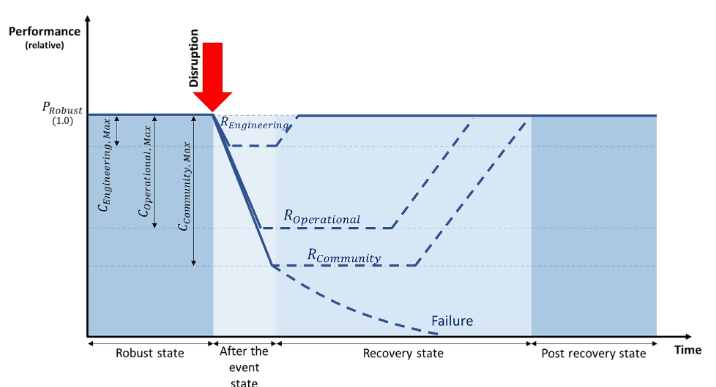 Performance
(relative)
Disruption
P_Robust
(1.0)
C_Engineering,Max
C_Operational,Max
C_Community,Max
R_Engineering
R_Operational
R_Community
Failure
Time
Robust state
After the
event
state
Recovery state
Post recovery state